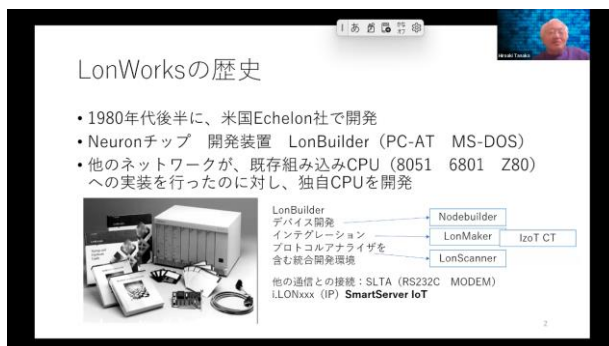 あ
LonWorksの歴史
Hiroaki Tanaka
• 1980年代後半に、米国Echelon社で開発
• Neuronチップ　開発装置　LonBuilder（PC-AT　MS-DOS）
• 他のネットワークが、既存組み込みCPU（8051　6801　Z80）
への実装を行ったのに対し、独自CPUを開発
LonBuilder
デバイス開発
インテグレーション
プロトコルアナライザを
含む統合開発環境
Nodebuilder
LonMaker
IzoT CT
LonScanner
他の通信との接続：SLTA（RS232C　MODEM）
i.LONxxx（IP）SmartServer IoT
2